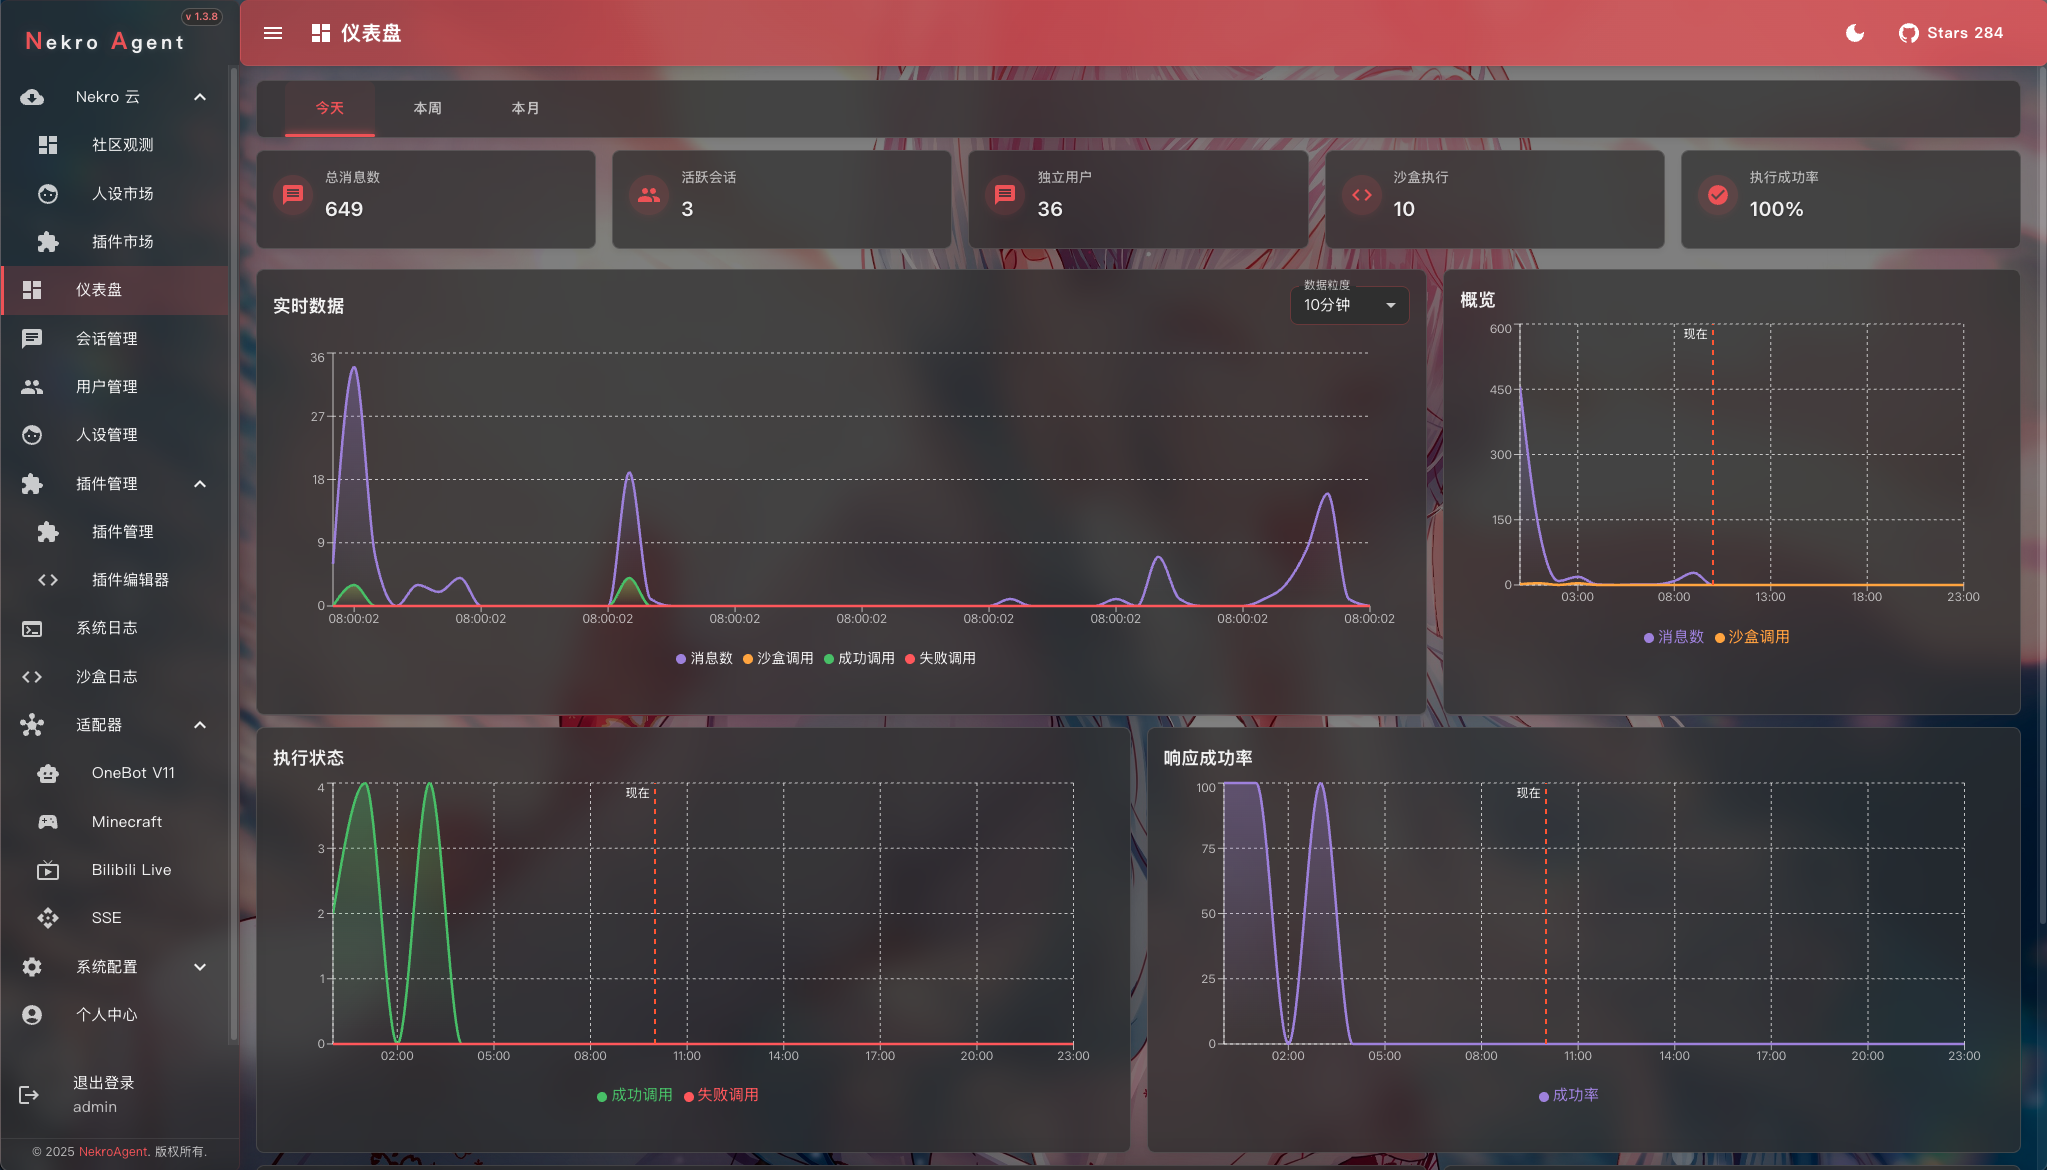 v 1.3.8
Nekro Agent
Nekro 云
社区观测
人设市场
插件市场
仪表盘
会话管理
用户管理
人设管理
插件管理
插件管理
插件编辑器
系统日志
沙盒日志
适配器
OneBot V11
Minecraft
Bilibili Live
SSE
系统配置
个人中心
退出登录
admin
© 2025 NekroAgent. 版权所有.
仪表盘
Stars 284
今天 本周 本月
总消息数
649
活跃会话
3
独立用户
36
沙盒执行
10
执行成功率
100%
实时数据
数据粒度
10分钟
36
27
18
9
0
08:00:02 08:00:02 08:00:02 08:00:02 08:00:02 08:00:02 08:00:02 08:00:02 08:00:02
消息数 沙盒调用 成功调用 失败调用
概览
600
450
300
150
0
现在
03:00 08:00 13:00 18:00 23:00
消息数 沙盒调用
执行状态
4
3
2
1
0
现在
02:00 05:00 08:00 11:00 14:00 17:00 20:00 23:00
成功调用 失败调用
响应成功率
100
75
50
25
0
现在
02:00 05:00 08:00 11:00 14:00 17:00 20:00 23:00
成功率